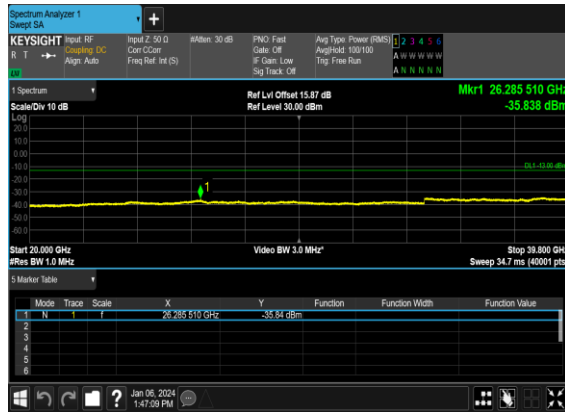 Spectrum Analyzer 1
Swept SA
+
KEYSIGHT Input: RF Input Z: 50 Ω #Atten: 30 dB PNO: Fast Avg Type: Power (RMS) 1 2 3 4 5 6
R T Coupling: DC Corr CCorr Gate: Off Avg|Hold: 100/100 A W W W W W
Align: Auto Freq Ref: Int (S) IF Gain: Low Trig: Free Run
Sig Track: Off A N N N N N
1 Spectrum
Ref Lvl Offset 15.87 dB Mkr1 26.285 510 GHz
Scale/Div 10 dB Ref Level 30.00 dBm -35.838 dBm
Log
20.0
10.0
0.00
-10.0 DL1 -13.00 dBm
-20.0
-30.0 1
-40.0
-50.0
-60.0
Start 20.000 GHz Video BW 3.0 MHz* Stop 39.800 GHz
#Res BW 1.0 MHz Sweep 34.7 ms (40001 pts)
5 Marker Table
Mode Trace Scale X Y Function Function Width Function Value
1 N 1 f 26.285 510 GHz -35.84 dBm
2
3
4
5
6
? Jan 06, 2024
1:47:09 PM